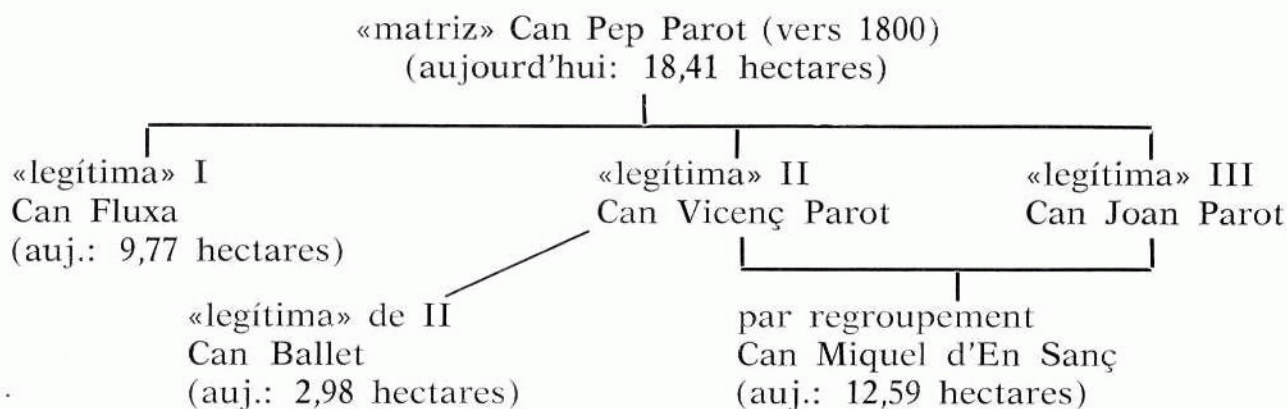 «matriz» Can Pep Parot (vers 1800)
(aujourd'hui: 18,41 hectares)
«legítima» I
Can Fluxa
(auj.: 9,77 hectares)
«legítima» II
Can Vicenç Parot
«legítima» III
Can Joan Parot
«legítima» de II
Can Ballet
(auj.: 2,98 hectares)
par regroupement
Can Miquel d'En Sanç
(auj.: 12,59 hectares)